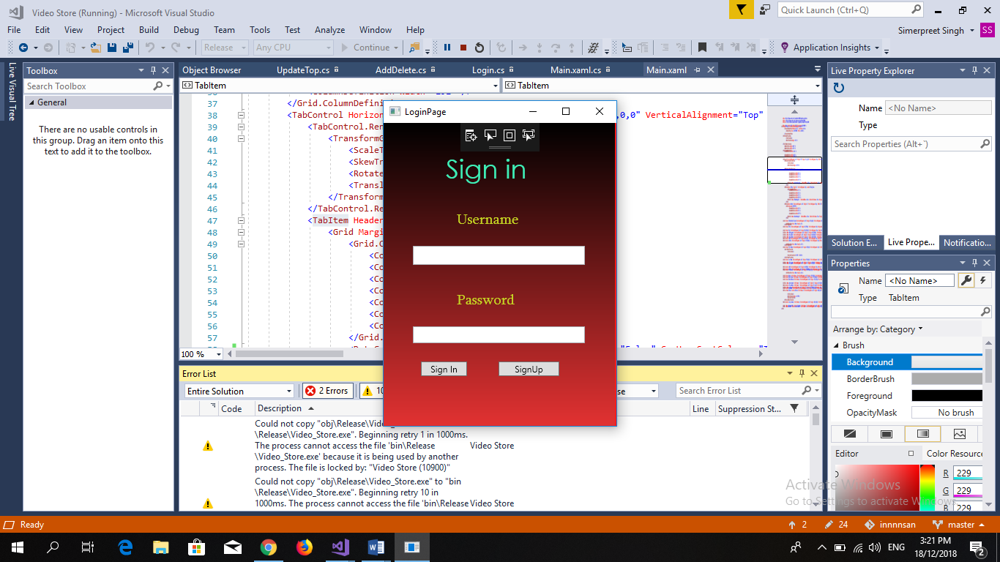 Video Store (Running) - Microsoft Visual Studio
Quick Launch (Ctrl+Q)
File Edit View Project Build Debug Team Tools Test Analyze Window Help
Simerpreet Singh SS
Release Any CPU Continue Application Insights
Live Visual Tree
Toolbox
Search Toolbox
General
There are no usable controls in
this group. Drag an item onto this
text to add it to the toolbox.
Object Browser UpdateTop.cs AddDelete.cs Login.cs Main.xaml.cs Main.xaml
TabItem TabItem
37 </Grid.ColumnDefinition
38 <TabControl Horizon ,0,0" VerticalAlignment="Top"
39 <TabControl.Ren
40 <TransformG
41 <ScaleT
42 <SkewTr
43 <Rotate
44 <Transl
45 </Transform
46 </TabControl.Re
47 <TabItem Header
48 <Grid Margi
49 <Grid.C
50 <Co
51 <Co
52 <Co
53 <Co
54 <Co
55 <Co
56 <Co
57 </Grid.
100 %
LoginPage
Sign in
Username
Password
Sign In SignUp
Error List
Entire Solution 2 Errors 10 se Search Error List
Code Description Line Suppression St...
Could not copy "obj\Release\Video_
\Release\Video_Store.exe". Beginning retry 1 in 1000ms.
The process cannot access the file 'bin\Release Video Store
\Video_Store.exe' because it is being used by another
process. The file is locked by: "Video Store (10900)"
Could not copy "obj\Release\Video_Store.exe" to "bin
\Release\Video_Store.exe". Beginning retry 10 in
1000ms. The process cannot access the file 'bin\Release Video Store
Live Property Explorer
Name <No Name>
Type
Search Properties (Alt+`)
Solution E... Live Prope... Notificatio...
Properties
Name <No Name>
Type TabItem
Arrange by: Category
Brush
Background
BorderBrush
Foreground
OpacityMask No brush
Editor Color Resource
R 229
G 229
B 229
Activate Windows
Go to Settings to activate Windows.
Ready 2 24 innnnsan master
ENG 3:21 PM
18/12/2018 2